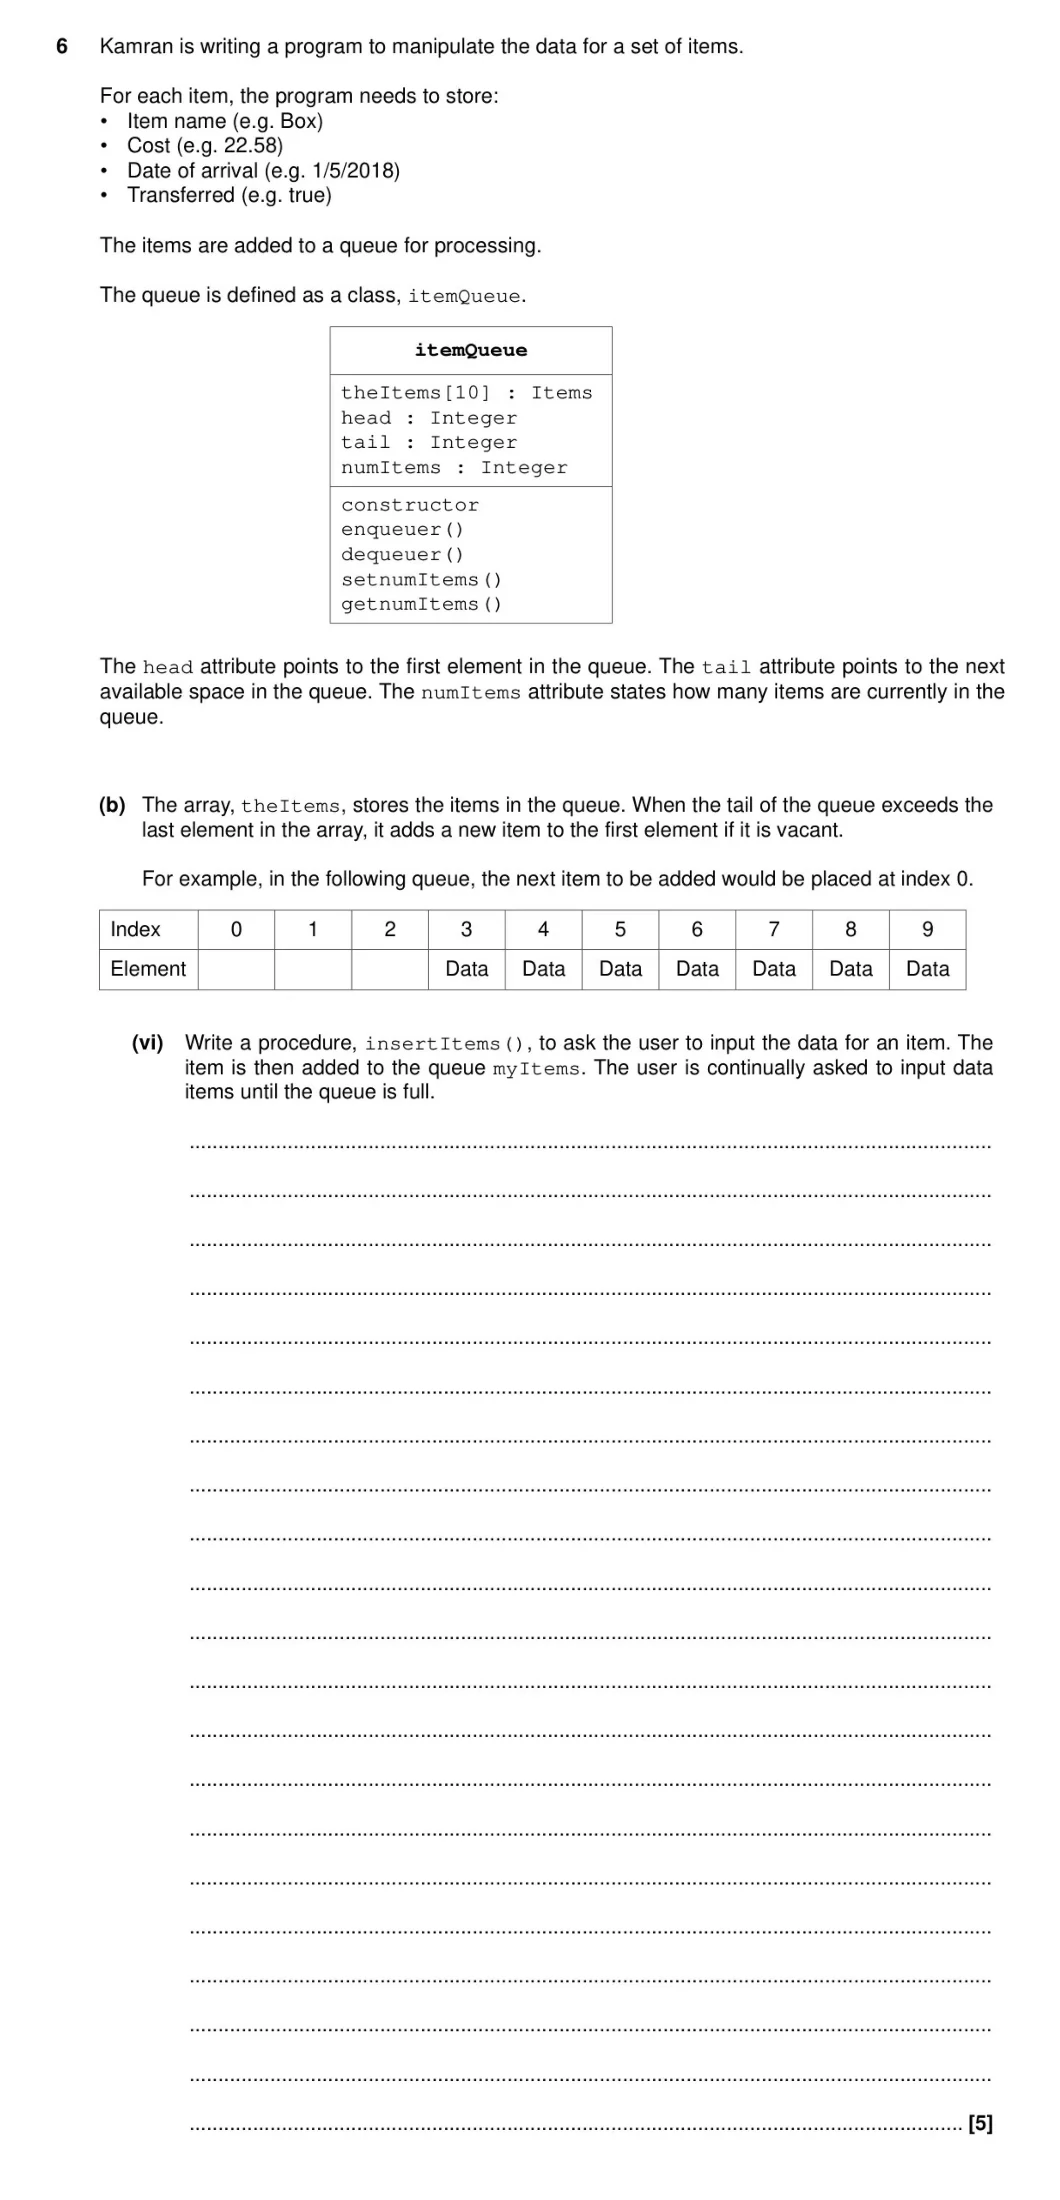 6 Kamran is writing a program to manipulate the data for a set of items.
For each item, the program needs to store:
• Item name (e.g. Box)
• Cost (e.g. 22.58)
• Date of arrival (e.g. 1/5/2018)
• Transferred (e.g. true)
The items are added to a queue for processing.
The queue is defined as a class, itemQueue.
itemQueue
theItems[10] : Items
head : Integer
tail : Integer
numItems : Integer
constructor
enqueuer()
dequeuer()
setnumItems()
getnumItems()
The head attribute points to the first element in the queue. The tail attribute points to the next
available space in the queue. The numItems attribute states how many items are currently in the
queue.
(b) The array, theItems, stores the items in the queue. When the tail of the queue exceeds the
last element in the array, it adds a new item to the first element if it is vacant.
For example, in the following queue, the next item to be added would be placed at index 0.
Index 0 1 2 3 4 5 6 7 8 9
Element Data Data Data Data Data Data Data
(vi) Write a procedure, insertItems(), to ask the user to input the data for an item. The
item is then added to the queue myItems. The user is continually asked to input data
items until the queue is full.
[5]